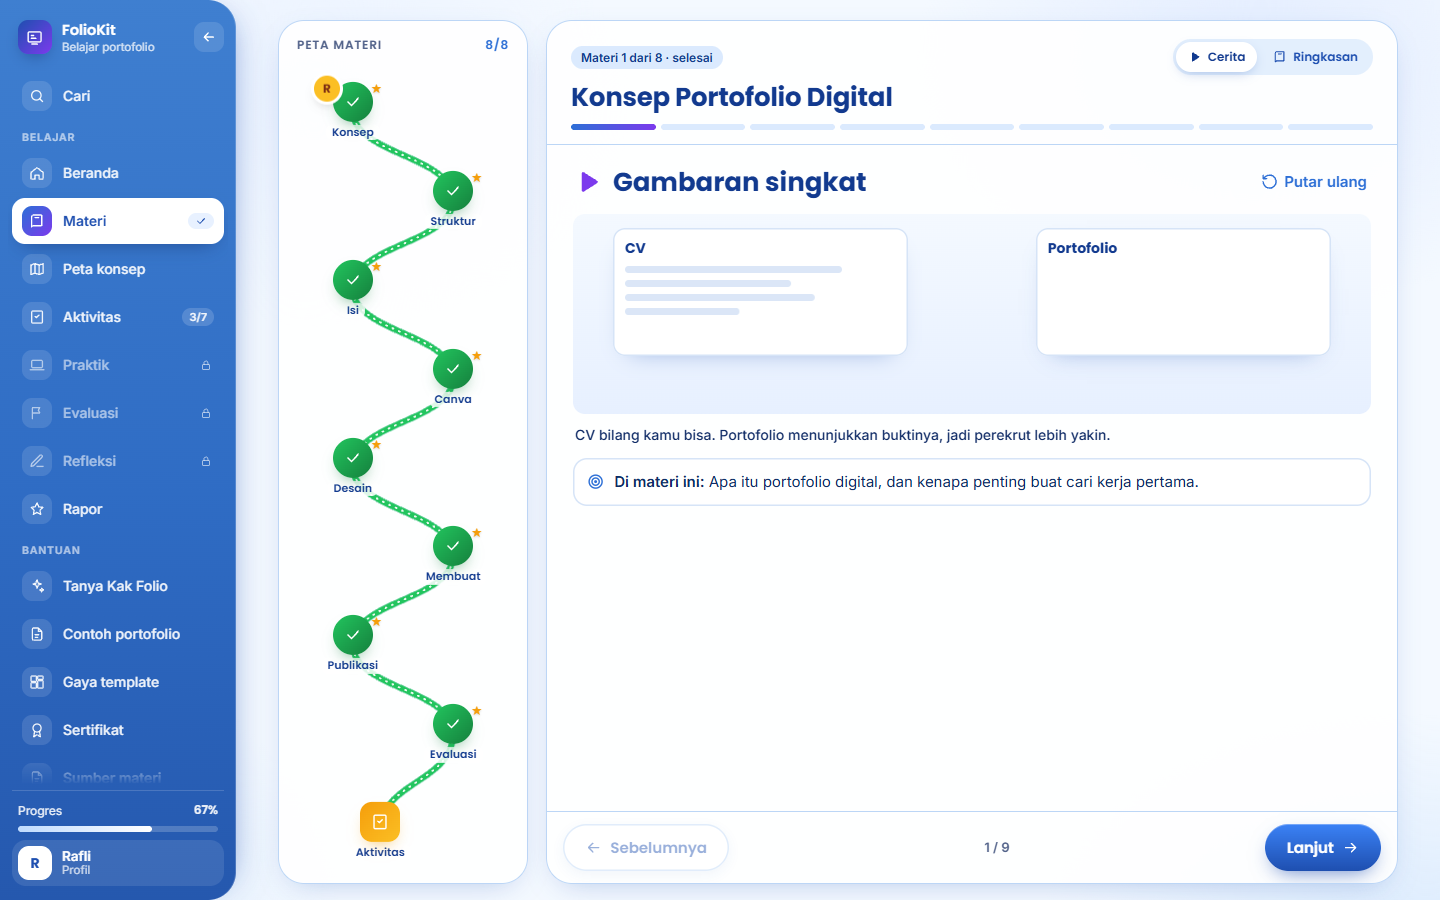 FolioKit
Belajar portofolio
Cari
BELAJAR
Beranda
Materi
Peta konsep
Aktivitas 3/7
Praktik
Evaluasi
Refleksi
Rapor
BANTUAN
Tanya Kak Folio
Contoh portofolio
Gaya template
Sertifikat
Sumber materi
Progres 67%
R
Rafli
Profil
PETA MATERI 8/8
R
Konsep
Struktur
Isi
Canva
Desain
Membuat
Publikasi
Evaluasi
Aktivitas
Materi 1 dari 8 · selesai
Cerita Ringkasan
Konsep Portofolio Digital
Gambaran singkat
Putar ulang
CV
Portofolio
CV bilang kamu bisa. Portofolio menunjukkan buktinya, jadi perekrut lebih yakin.
Di materi ini: Apa itu portofolio digital, dan kenapa penting buat cari kerja pertama.
Sebelumnya
1 / 9
Lanjut